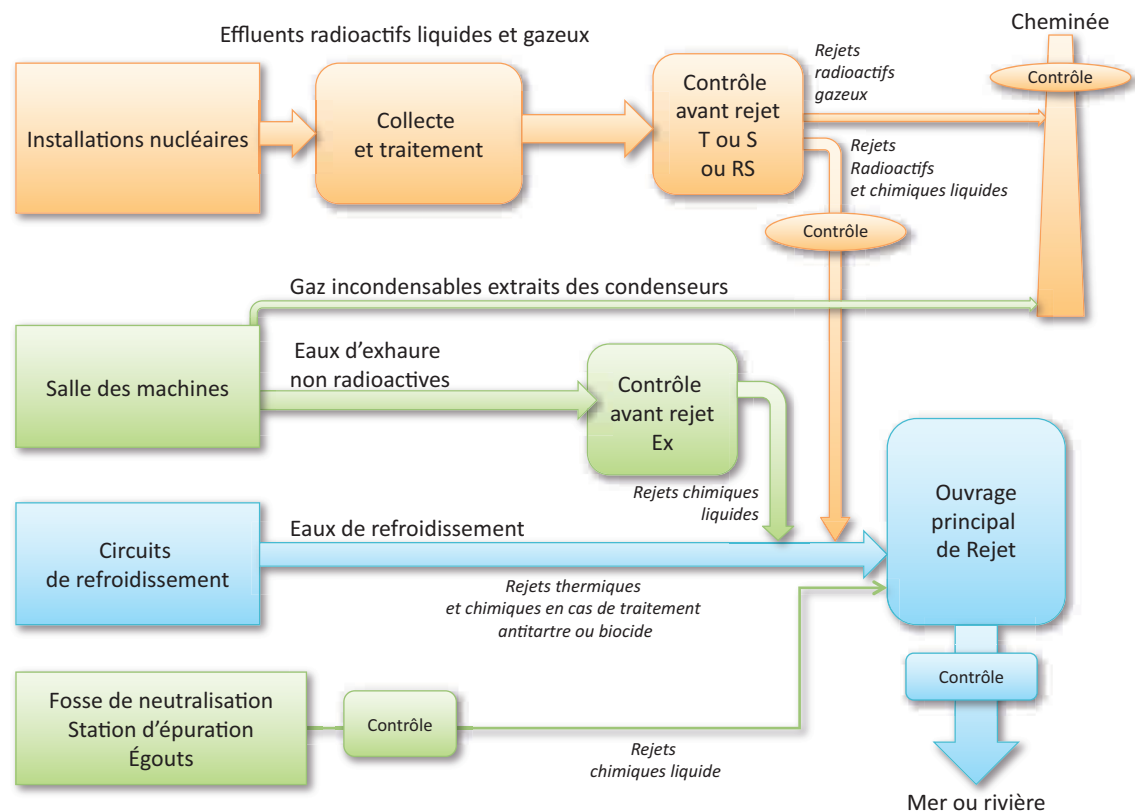 Effluents radioactifs liquides et gazeux
Cheminée
Installations nucléaires
Collecte
et traitement
Contrôle
avant rejet
T ou S
ou RS
Rejets
radioactifs
gazeux
Contrôle
Rejets
Radioactifs
et chimiques liquides
Contrôle
Gaz incondensables extraits des condenseurs
Salle des machines
Eaux d'exhaure
non radioactives
Contrôle
avant rejet
Ex
Rejets chimiques
liquides
Circuits
de refroidissement
Eaux de refroidissement
Rejets thermiques
et chimiques en cas de traitement
antitartre ou biocide
Ouvrage
principal
de Rejet
Contrôle
Fosse de neutralisation
Station d'épuration
Égouts
Contrôle
Rejets
chimiques liquide
Mer ou rivière